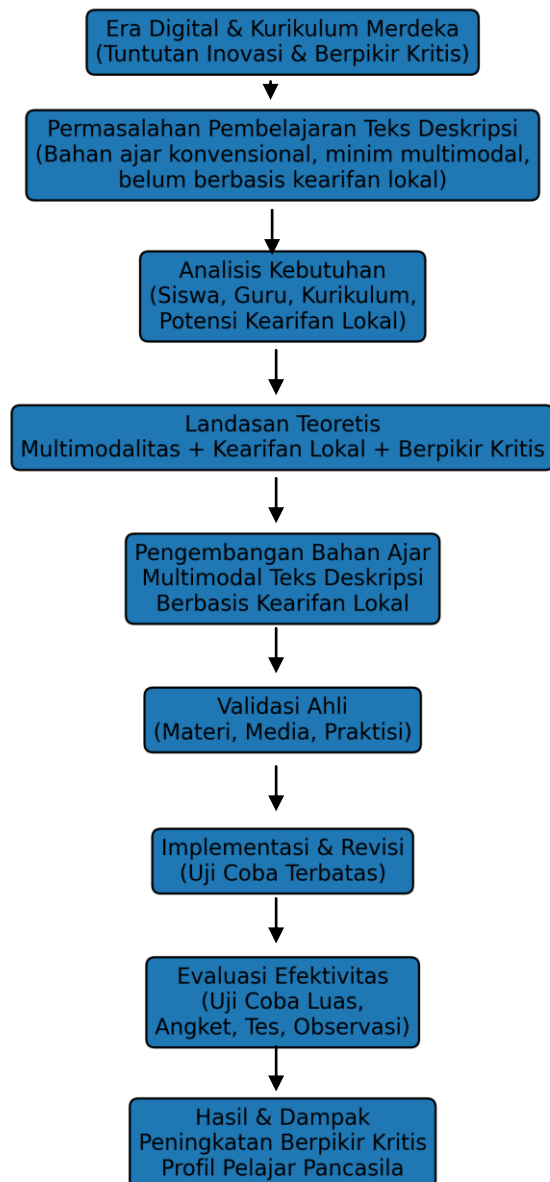 Era Digital & Kurikulum Merdeka
(Tuntutan Inovasi & Berpikir Kritis)
Permasalahan Pembelajaran Teks Deskripsi
(Bahan ajar konvensional, minim multimodal,
belum berbasis kearifan lokal)
Analisis Kebutuhan
(Siswa, Guru, Kurikulum,
Potensi Kearifan Lokal)
Landasan Teoretis
Multimodalitas + Kearifan Lokal + Berpikir Kritis
Pengembangan Bahan Ajar
Multimodal Teks Deskripsi
Berbasis Kearifan Lokal
Validasi Ahli
(Materi, Media, Praktisi)
Implementasi & Revisi
(Uji Coba Terbatas)
Evaluasi Efektivitas
(Uji Coba Luas,
Angket, Tes, Observasi)
Hasil & Dampak
Peningkatan Berpikir Kritis
Profil Pelajar Pancasila